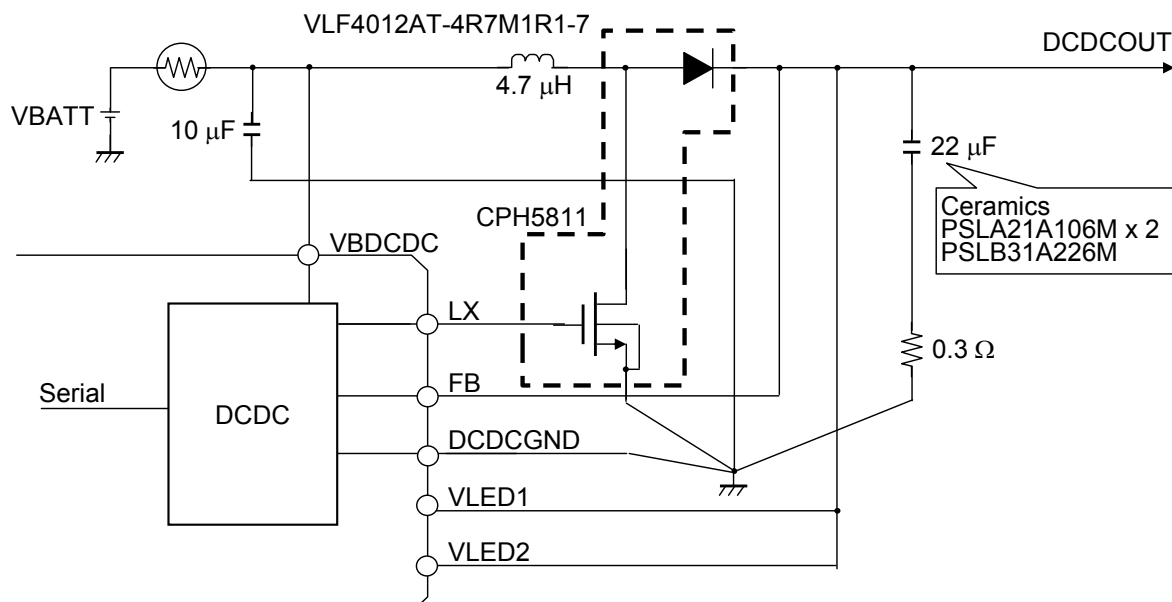 VLF4012AT-4R7M1R1-7
DCDCOUT
4.7 μH
VBATT
10 μF
22 μF
Ceramics
PSLA21A106M x 2
PSLB31A226M
CPH5811
VBDCDC
LX
0.3 Ω
Serial
FB
DCDC
DCDCGND
VLED1
VLED2